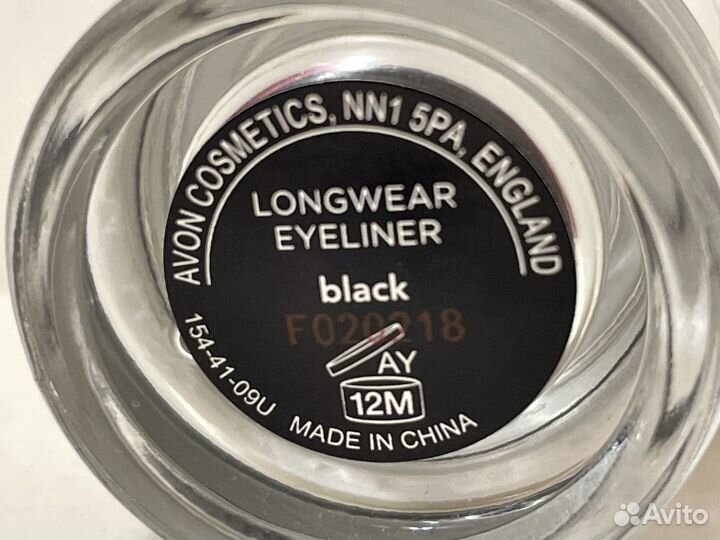 AVON COSMETICS, NN1 5PA, ENGLAND
LONGWEAR
EYELINER
black
F020218
AY
12M
154-41-09U
MADE IN CHINA
Avito